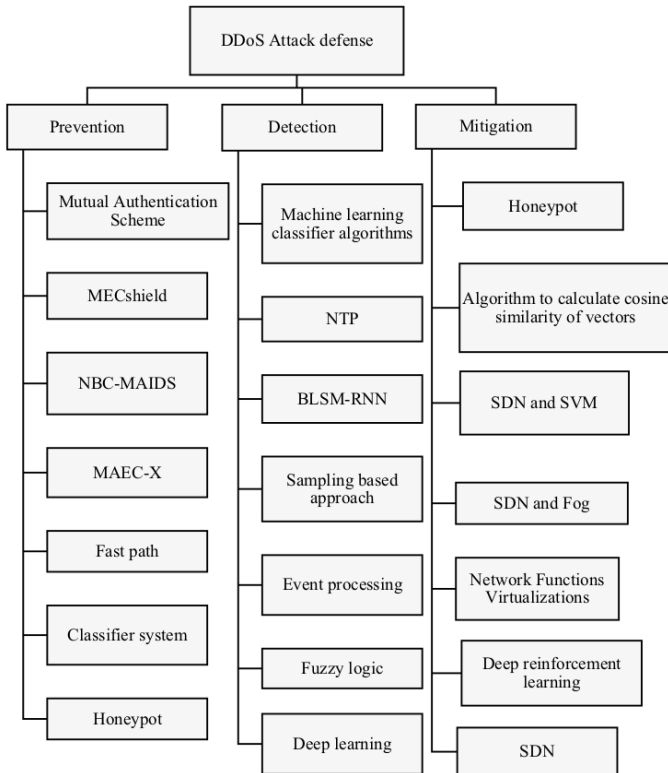 DDoS Attack defense
Prevention
Detection
Mitigation
Mutual Authentication
Scheme
MECshield
NBC-MAIDS
MAEC-X
Fast path
Classifier system
Honeypot
Machine learning
classifier algorithms
NTP
BLSM-RNN
Sampling based
approach
Event processing
Fuzzy logic
Deep learning
Honeypot
Algorithm to calculate cosine
similarity of vectors
SDN and SVM
SDN and Fog
Network Functions
Virtualizations
Deep reinforcement
learning
SDN